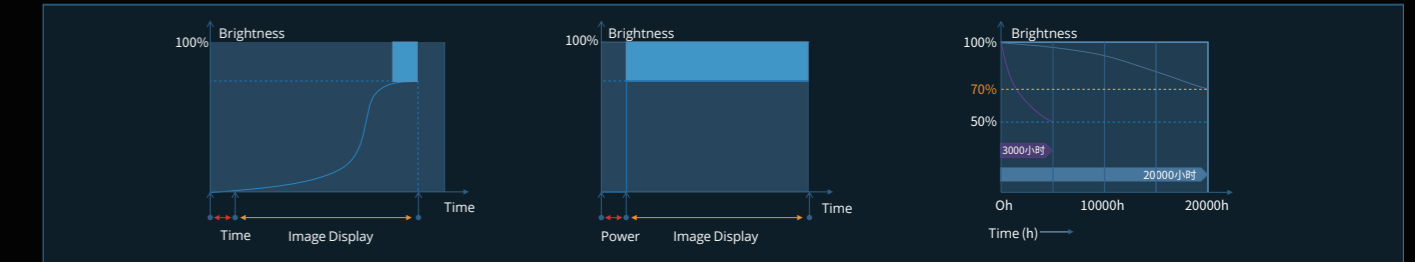 Brightness
100%
Time
Time
Image Display
Brightness
100%
Time
Power
Image Display
Brightness
100%
70%
50%
3000小时
20000小时
Oh
10000h
20000h
Time (h)